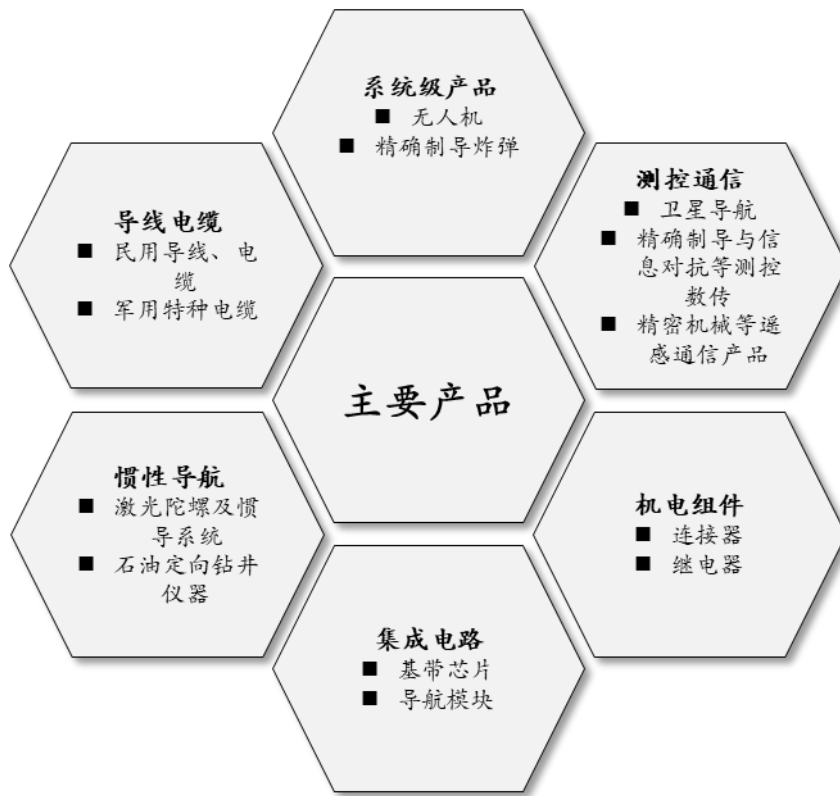 系统级产品
■ 无人机
■ 精确制导炸弹
导线电缆
■ 民用导线、电
缆
■ 军用特种电缆
测控通信
■ 卫星导航
■ 精确制导与信
息对抗等测控
数传
■ 精密机械等遥
感通信产品
主要产品
惯性导航
■ 激光陀螺及惯
导系统
■ 石油定向钻井
仪器
机电组件
■ 连接器
■ 继电器
集成电路
■ 基带芯片
■ 导航模块